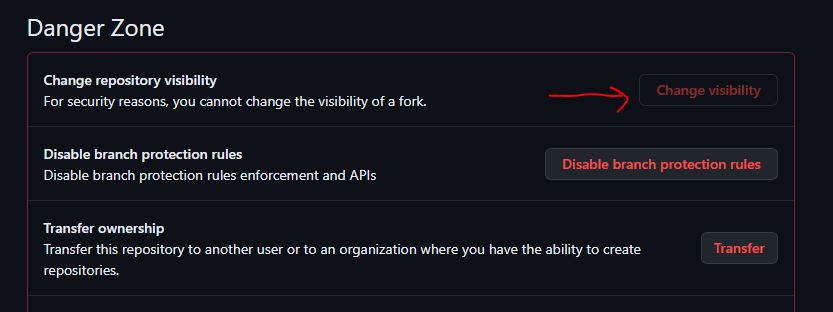 Danger Zone
Change repository visibility
For security reasons, you cannot change the visibility of a fork.
Change visibility
Disable branch protection rules
Disable branch protection rules enforcement and APIs
Disable branch protection rules
Transfer ownership
Transfer this repository to another user or to an organization where you have the ability to create
repositories.
Transfer